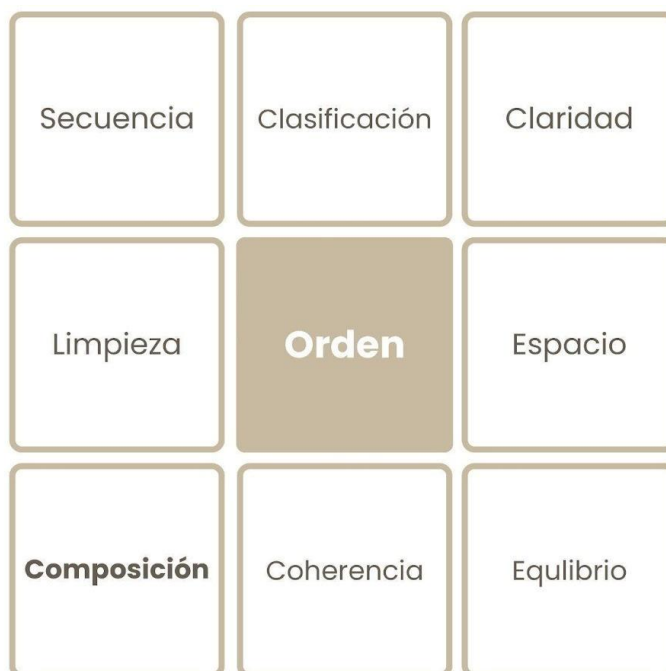 Secuencia
Clasificación
Claridad
Limpieza
Orden
Espacio
Composición
Coherencia
Equlibrio